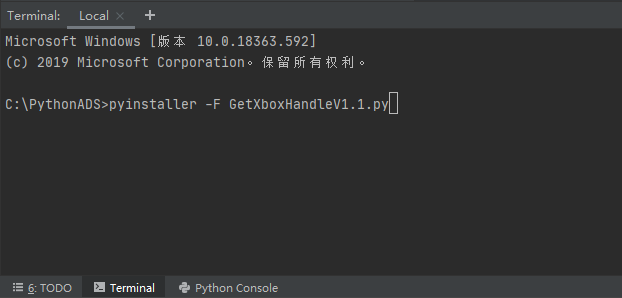 Terminal: Local × +
Microsoft Windows [版本 10.0.18363.592]
(c) 2019 Microsoft Corporation。保留所有权利。
C:\PythonADS>pyinstaller -F GetXboxHandleV1.1.py
6: TODO Terminal Python Console